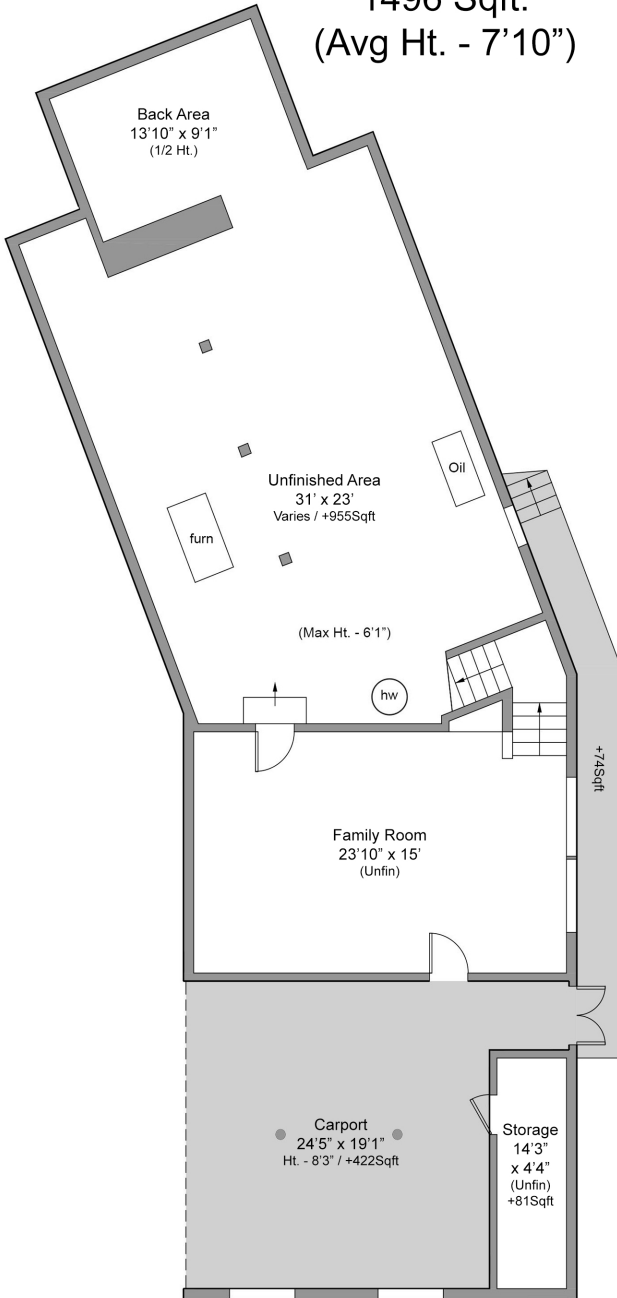 1496 Sqft.
(Avg Ht. - 7’10”)
Back Area
13’10” x 9’1”
(1/2 Ht.)
Oil
Unfinished Area
31’ x 23’
Varies / +955Sqft
furn
(Max Ht. - 6’1”)
hw
+74Sqft
Family Room
23’10” x 15’
(Unfin)
Carport
24’5” x 19’1”
Ht. - 8’3” / +422Sqft
Storage
14’3”
x 4’4”
(Unfin)
+81Sqft